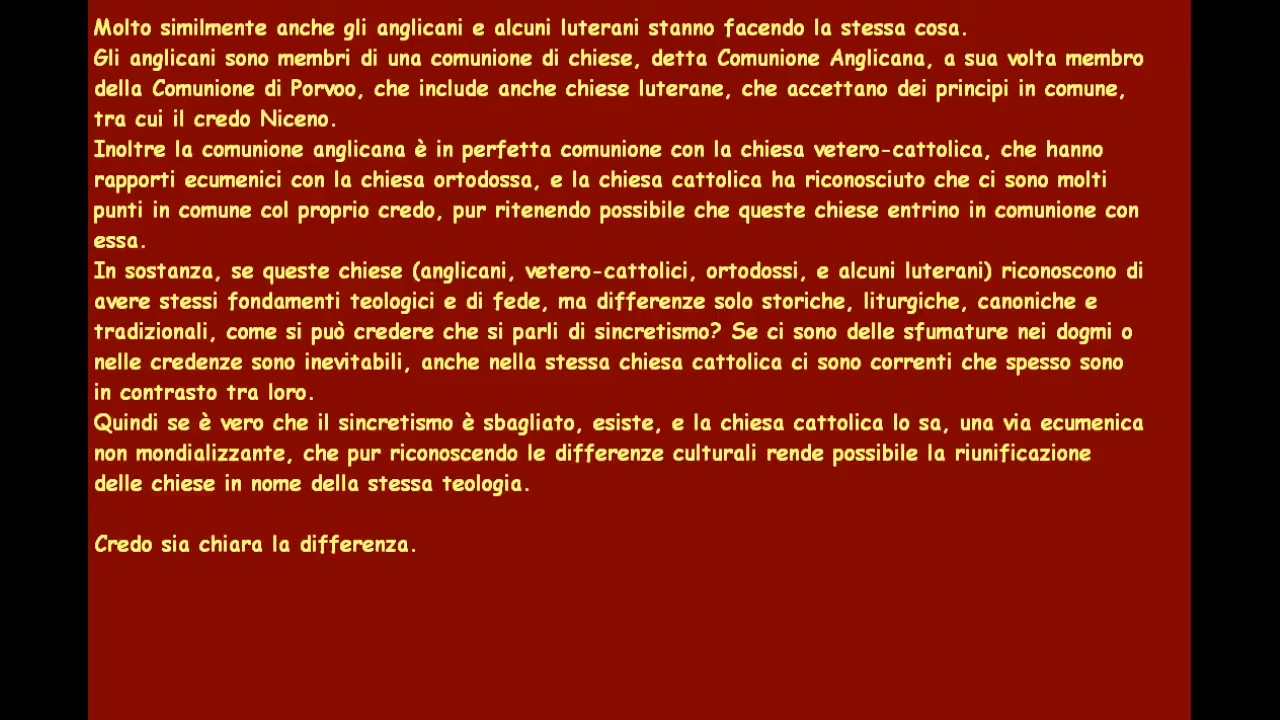 Molto similmente anche gli anglicani e alcuni luterani stanno facendo la stessa cosa.
Gli anglicani sono membri di una comunione di chiese, detta Comunione Anglicana, a sua volta membro
della Comunione di Porvoo, che include anche chiese luterane, che accettano dei principi in comune,
tra cui il credo Niceno.
Inoltre la comunione anglicana è in perfetta comunione con la chiesa vetero-cattolica, che hanno
rapporti ecumenici con la chiesa ortodossa, e la chiesa cattolica ha riconosciuto che ci sono molti
punti in comune col proprio credo, pur ritenendo possibile che queste chiese entrino in comunione con
essa.
In sostanza, se queste chiese (anglicani, vetero-cattolici, ortodossi, e alcuni luterani) riconoscono di
avere stessi fondamenti teologici e di fede, ma differenze solo storiche, liturgiche, canoniche e
tradizionali, come si può credere che si parli di sincretismo? Se ci sono delle sfumature nei dogmi o
nelle credenze sono inevitabili, anche nella stessa chiesa cattolica ci sono correnti che spesso sono
in contrasto tra loro.
Quindi se è vero che il sincretismo è sbagliato, esiste, e la chiesa cattolica lo sa, una via ecumenica
non mondializzante, che pur riconoscendo le differenze culturali rende possibile la riunificazione
delle chiese in nome della stessa teologia.
Credo sia chiara la differenza.